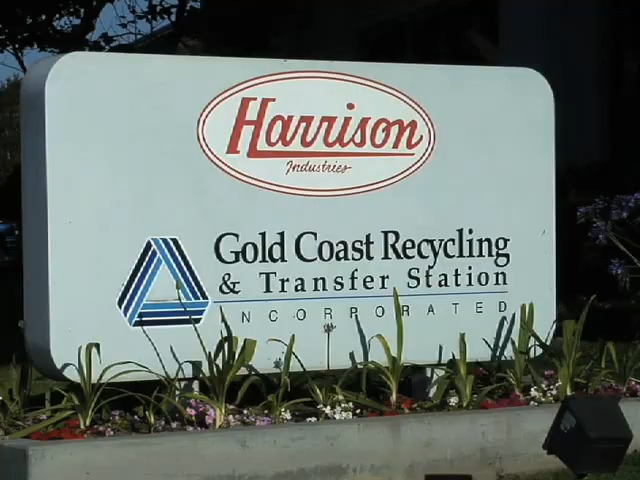 Harrison
Industries
Gold Coast Recycling
& Transfer Station
INCORPORATED